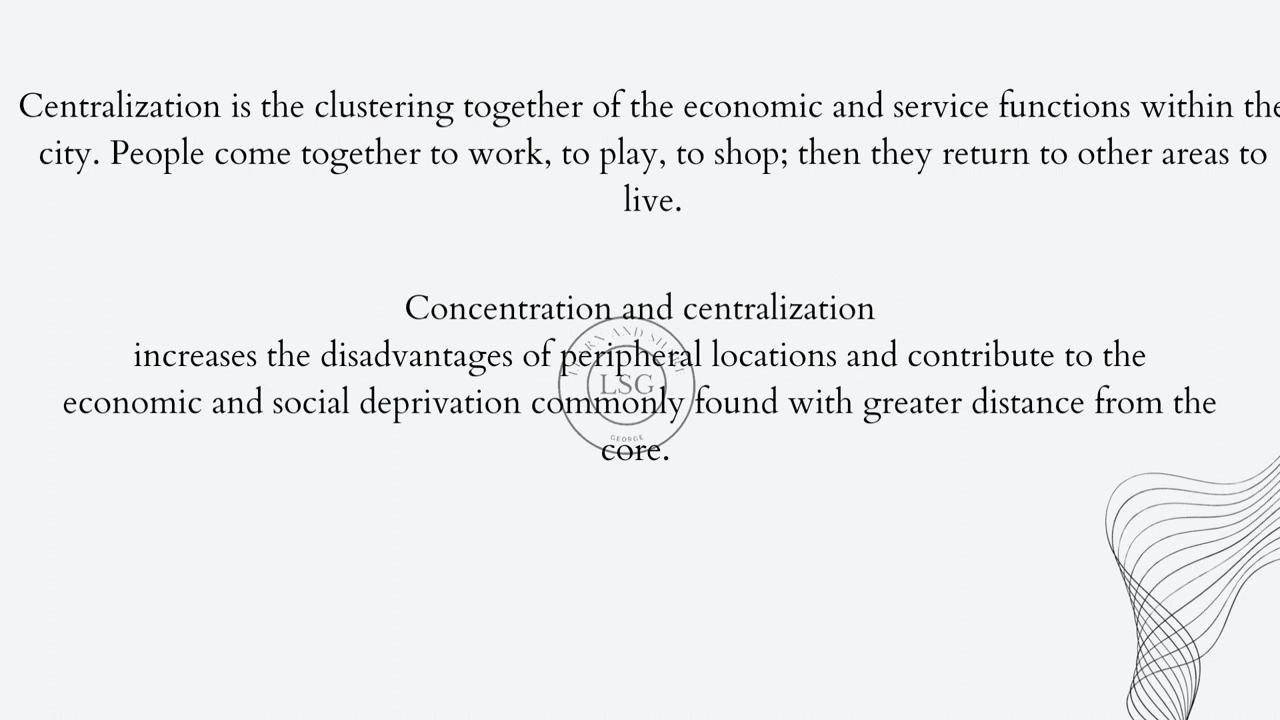 Centralization is the clustering together of the economic and service functions within the
city. People come together to work, to play, to shop; then they return to other areas to
live.
Concentration and centralization
increases the disadvantages of peripheral locations and contribute to the
economic and social deprivation commonly found with greater distance from the
core.
LSG
GEORGE